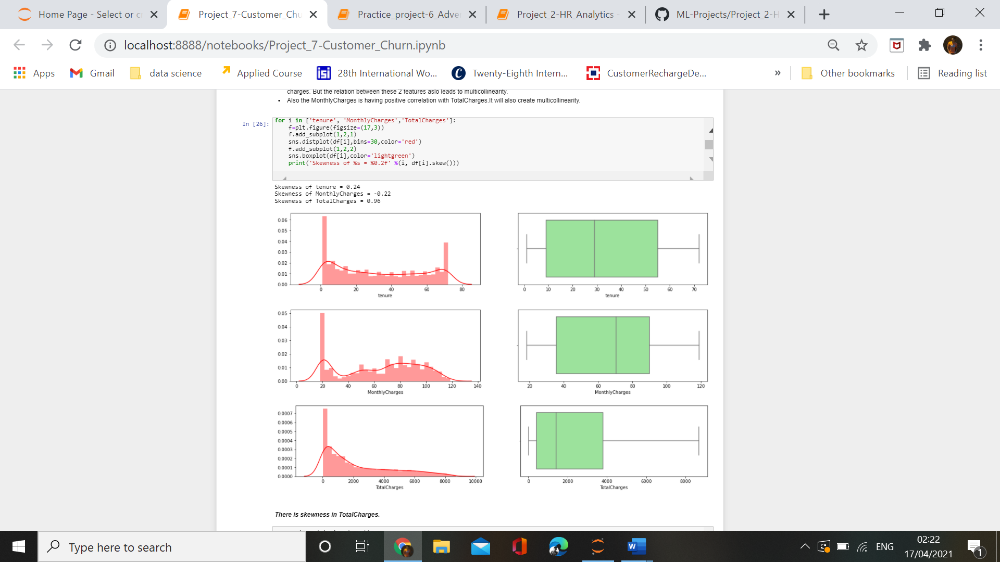 Home Page - Select or c
Project_7-Customer_Chu
Practice_project-6_Adve
Project_2-HR_Analytics -
ML-Projects/Project_2-H
localhost:8888/notebooks/Project_7-Customer_Churn.ipynb
Apps
Gmail
data science
Applied Course
28th International Wo...
Twenty-Eighth Intern...
CustomerRechargeDe...
»
Other bookmarks
Reading list
charges. But the relation between these 2 features aslo leads to multicollinearity.
• Also the MonthlyCharges is having positive correlation with TotalCharges.It will also create multicollinearity.
In [26]:
for i in ['tenure', 'MonthlyCharges','TotalCharges']:
f=plt.figure(figsize=(17,3))
f.add_subplot(1,2,1)
sns.distplot(df[i],bins=30,color='red')
f.add_subplot(1,2,2)
sns.boxplot(df[i],color='lightgreen')
print('Skewness of %s = %0.2f' %(i, df[i].skew()))
Skewness of tenure = 0.24
Skewness of MonthlyCharges = -0.22
Skewness of TotalCharges = 0.96
0.06
0.05
0.04
0.03
0.02
0.01
0.00
0 20 40 60 80
tenure
0 10 20 30 40 50 60 70
tenure
0.05
0.04
0.03
0.02
0.01
0.00
0 20 40 60 80 100 120 140
MonthlyCharges
20 40 60 80 100 120
MonthlyCharges
0.0007
0.0006
0.0005
0.0004
0.0003
0.0002
0.0001
0.0000
0 2000 4000 6000 8000 10000
TotalCharges
0 2000 4000 6000 8000
TotalCharges
There is skewness in TotalCharges.
Type here to search
ENG
02:22
17/04/2021
1